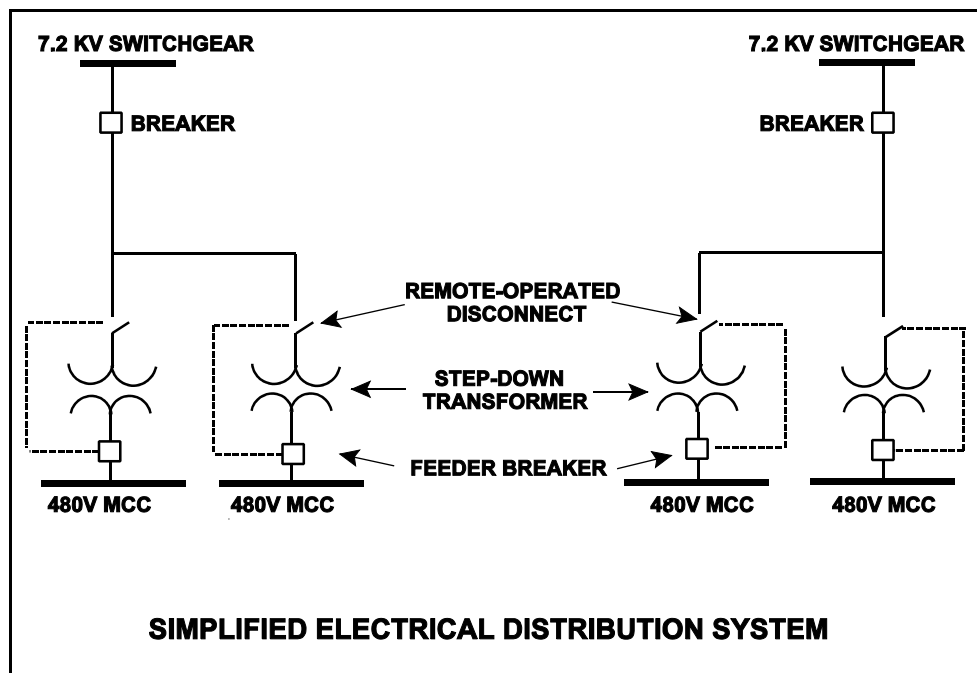 7.2 KV SWITCHGEAR
7.2 KV SWITCHGEAR
BREAKER
BREAKER
REMOTE-OPERATED
DISCONNECT
STEP-DOWN
TRANSFORMER
FEEDER BREAKER
480V MCC
480V MCC
480V MCC
480V MCC
SIMPLIFIED ELECTRICAL DISTRIBUTION SYSTEM